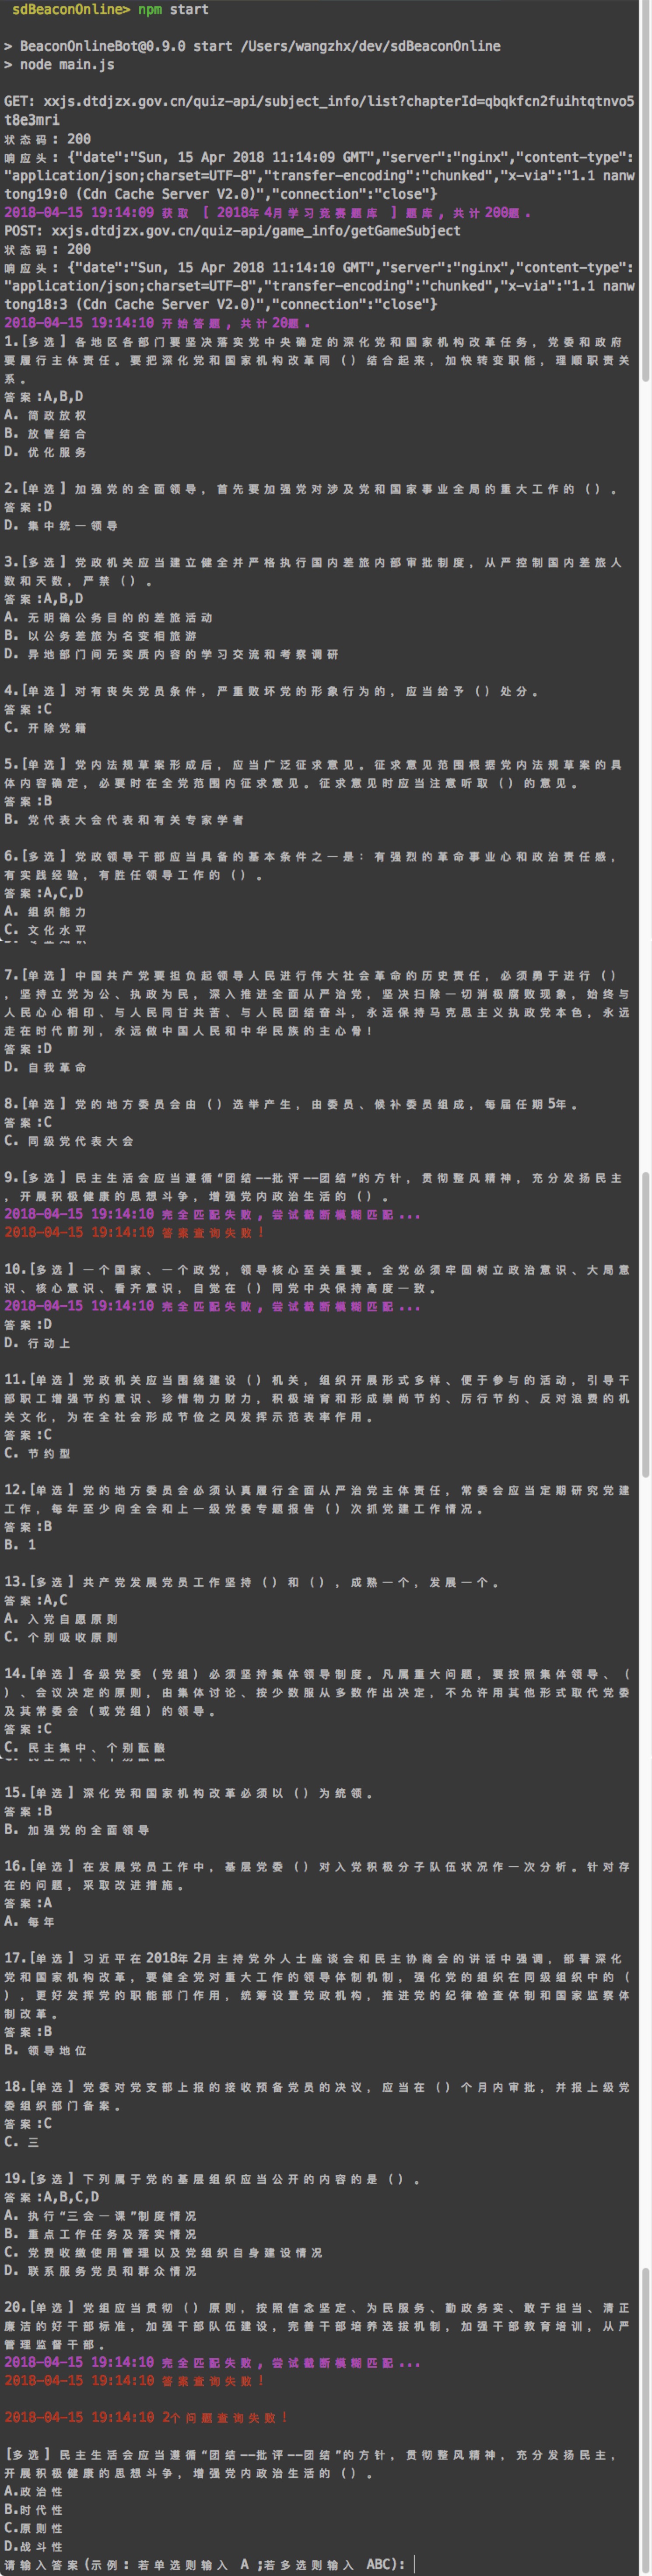 sdBeaconOnline> npm start
> BeaconOnlineBot@0.9.0 start /Users/wangzhx/dev/sdBeaconOnline
> node main.js
GET: xxjs.dtdjzx.gov.cn/quiz-api/subject_info/list?chapterId=qbqkfcn2fuihtqtnvo5
t8e3mri
状态码: 200
响应头: {"date":"Sun, 15 Apr 2018 11:14:09 GMT","server":"nginx","content-type":
"application/json;charset=UTF-8","transfer-encoding":"chunked","x-via":"1.1 nanw
tong19:0 (Cdn Cache Server V2.0)","connection":"close"}
2018-04-15 19:14:09 获取 [ 2018年4月学习竞赛题库 ] 题库,共计200题.
POST: xxjs.dtdjzx.gov.cn/quiz-api/game_info/getGameSubject
状态码: 200
响应头: {"date":"Sun, 15 Apr 2018 11:14:10 GMT","server":"nginx","content-type":
"application/json;charset=UTF-8","transfer-encoding":"chunked","x-via":"1.1 nanw
tong18:3 (Cdn Cache Server V2.0)","connection":"close"}
2018-04-15 19:14:10 开始答题,共计20题.
1.[多选] 各地区各部门要坚决落实党中央确定的深化党和国家机构改革任务，党委和政府
要履行主体责任。要把深化党和国家机构改革同（）结合起来，加快转变职能，理顺职责关
系。
答案:A,B,D
A. 简政放权
B. 放管结合
D. 优化服务
2.[单选] 加强党的全面领导，首先要加强党对涉及党和国家事业全局的重大工作的（）。
答案:D
D. 集中统一领导
3.[多选] 党政机关应当建立健全并严格执行国内差旅内部审批制度，从严控制国内差旅人
数和天数，严禁（）。
答案:A,B,D
A. 无明确公务目的的差旅活动
B. 以公务差旅为名变相旅游
D. 异地部门间无实质内容的学习交流和考察调研
4.[单选] 对有丧失党员条件，严重败坏党的形象行为的，应当给予（）处分。
答案:C
C. 开除党籍
5.[单选] 党内法规草案形成后，应当广泛征求意见。征求意见范围根据党内法规草案的具
体内容确定，必要时在全党范围内征求意见。征求意见时应当注意听取（）的意见。
答案:B
B. 党代表大会代表和有关专家学者
6.[多选] 党政领导干部应当具备的基本条件之一是：有强烈的革命事业心和政治责任感，
有实践经验，有胜任领导工作的（）。
答案:A,C,D
A. 组织能力
C. 文化水平
7.[单选] 中国共产党要担负起领导人民进行伟大社会革命的历史责任，必须勇于进行（）
，坚持立党为公、执政为民，深入推进全面从严治党，坚决扫除一切消极腐败现象，始终与
人民心心相印、与人民同甘共苦、与人民团结奋斗，永远保持马克思主义执政党本色，永远
走在时代前列，永远做中国人民和中华民族的主心骨！
答案:D
D. 自我革命
8.[单选] 党的地方委员会由（）选举产生，由委员、候补委员组成，每届任期5年。
答案:C
C. 同级党代表大会
9.[多选] 民主生活会应当遵循“团结——批评——团结”的方针，贯彻整风精神，充分发扬民主
，开展积极健康的思想斗争，增强党内政治生活的（）。
2018-04-15 19:14:10 完全匹配失败,尝试截断模糊匹配...
2018-04-15 19:14:10 答案查询失败!
10.[多选] 一个国家、一个政党，领导核心至关重要。全党必须牢固树立政治意识、大局意
识、核心意识、看齐意识，自觉在（）同党中央保持高度一致。
2018-04-15 19:14:10 完全匹配失败,尝试截断模糊匹配...
答案:D
D. 行动上
11.[单选] 党政机关应当围绕建设（）机关，组织开展形式多样、便于参与的活动，引导干
部职工增强节约意识、珍惜物力财力，积极培育和形成崇尚节约、厉行节约、反对浪费的机
关文化，为在全社会形成节俭之风发挥示范表率作用。
答案:C
C. 节约型
12.[单选] 党的地方委员会必须认真履行全面从严治党主体责任，常委会应当定期研究党建
工作，每年至少向全会和上一级党委专题报告（）次抓党建工作情况。
答案:B
B. 1
13.[多选] 共产党发展党员工作坚持（）和（），成熟一个，发展一个。
答案:A,C
A. 入党自愿原则
C. 个别吸收原则
14.[单选] 各级党委（党组）必须坚持集体领导制度。凡属重大问题，要按照集体领导、（
）、会议决定的原则，由集体讨论、按少数服从多数作出决定，不允许用其他形式取代党委
及其常委会（或党组）的领导。
答案:C
C. 民主集中、个别酝酿
15.[单选] 深化党和国家机构改革必须以（）为统领。
答案:B
B. 加强党的全面领导
16.[单选] 在发展党员工作中，基层党委（）对入党积极分子队伍状况作一次分析。针对存
在的问题，采取改进措施。
答案:A
A. 每年
17.[单选] 习近平在2018年2月主持党外人士座谈会和民主协商会的讲话中强调，部署深化
党和国家机构改革，要健全党对重大工作的领导体制机制，强化党的组织在同级组织中的（
），更好发挥党的职能部门作用，统筹设置党政机构，推进党的纪律检查体制和国家监察体
制改革。
答案:B
B. 领导地位
18.[单选] 党委对党支部上报的接收预备党员的决议，应当在（）个月内审批，并报上级党
委组织部门备案。
答案:C
C. 三
19.[多选] 下列属于党的基层组织应当公开的内容的是（）。
答案:A,B,C,D
A. 执行“三会一课”制度情况
B. 重点工作任务及落实情况
C. 党费收缴使用管理以及党组织自身建设情况
D. 联系服务党员和群众情况
20.[单选] 党组应当贯彻（）原则，按照信念坚定、为民服务、勤政务实、敢于担当、清正
廉洁的好干部标准，加强干部队伍建设，完善干部培养选拔机制，加强干部教育培训，从严
管理监督干部。
2018-04-15 19:14:10 完全匹配失败,尝试截断模糊匹配...
2018-04-15 19:14:10 答案查询失败!
2018-04-15 19:14:10 2个问题查询失败!
[多选] 民主生活会应当遵循“团结——批评——团结”的方针，贯彻整风精神，充分发扬民主，
开展积极健康的思想斗争，增强党内政治生活的（）。
A.政治性
B.时代性
C.原则性
D.战斗性
请输入答案(示例: 若单选则输入 A ;若多选则输入 ABC):